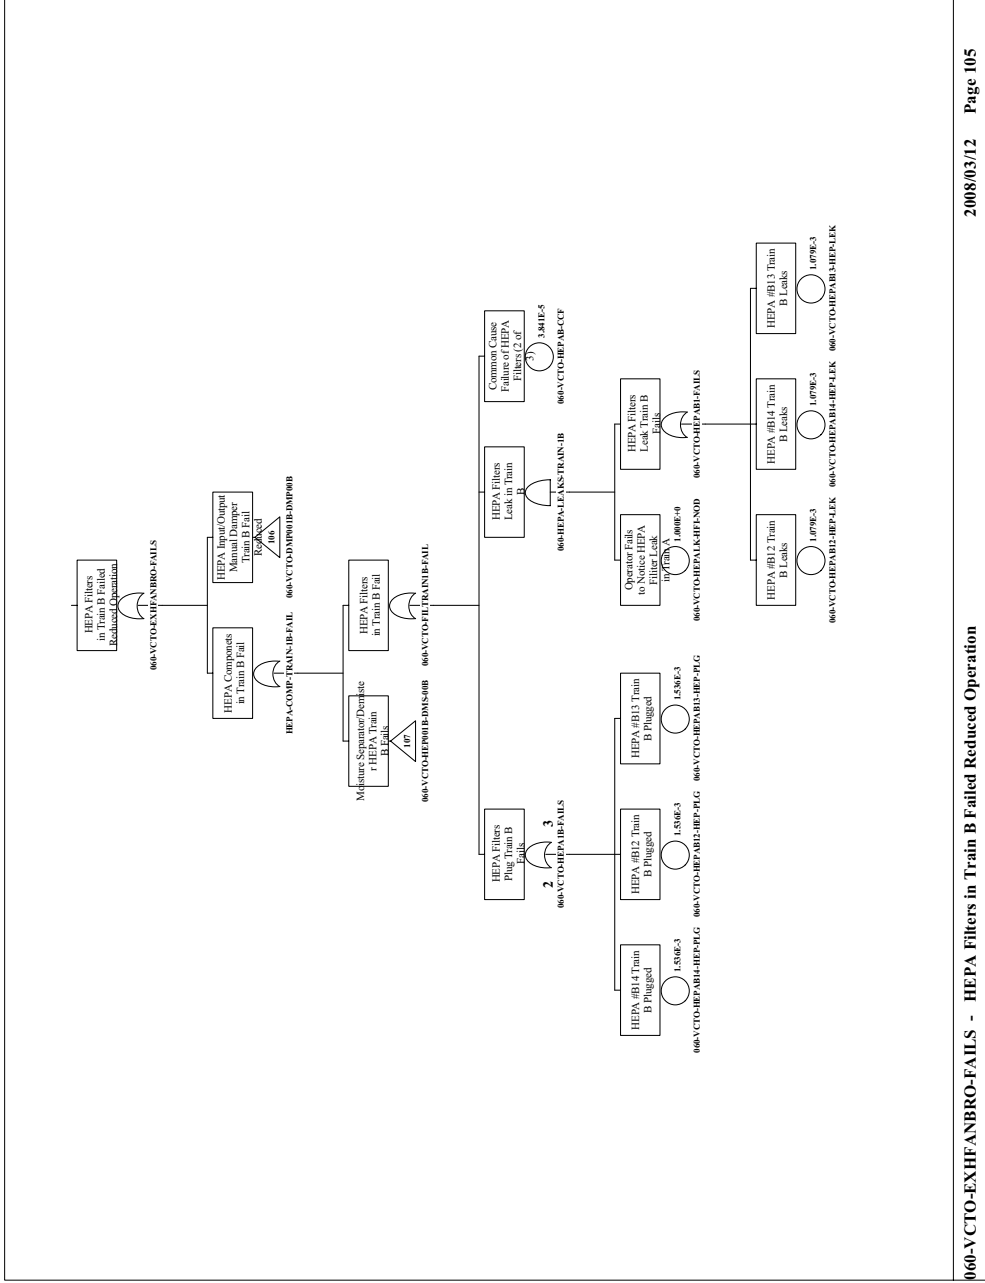 HEPA Filters
in Train B Failed
Reduced Operation
060-VCTO-EXHFANBRO-FAILS
HEPA Componets
in Train B Fail
HEPA-COMP-TRAIN-1B-FAIL
HEPA Input/Output
Manual Damper
Train B Fail
Reduced
106
060-VCTO-DMP001B-DMP00B
Moisture Separator/Demiste
r HEPA Train
B Fails
107
060-VCTO-HEP001B-DMS-00B
HEPA Filters
in Train B Fail
060-VCTO-FILTRAIN1B-FAIL
HEPA Filters
Plug Train B
Fails
2 3
060-VCTO-HEPA1B-FAILS
HEPA Filters
Leak in Train
B
060-HEPA-LEAKS-TRAIN-1B
Common Cause
Failure of HEPA
Filters (2 of
3)
3.841E-5
060-VCTO-HEPAB-CCF
HEPA #B14 Train
B Plugged
1.536E-3
060-VCTO-HEPAB14-HEP-PLG
HEPA #B12 Train
B Plugged
1.536E-3
060-VCTO-HEPAB12-HEP-PLG
HEPA #B13 Train
B Plugged
1.536E-3
060-VCTO-HEPAB13-HEP-PLG
Operator Fails
to Notice HEPA
Filiter Leak
in Train A
1.000E+0
060-VCTO-HEPALK-HFI-NOD
HEPA Filters
Leak Train B
Fails
060-VCTO-HEPAB1-FAILS
HEPA #B12 Train
B Leaks
1.079E-3
060-VCTO-HEPAB12-HEP-LEK
HEPA #B14 Train
B Leaks
1.079E-3
060-VCTO-HEPAB14-HEP-LEK
HEPA #B13 Train
B Leaks
1.079E-3
060-VCTO-HEPAB13-HEP-LEK
060-VCTO-EXHFANBRO-FAILS - HEPA Filters in Train B Failed Reduced Operation 2008/03/12 Page 105